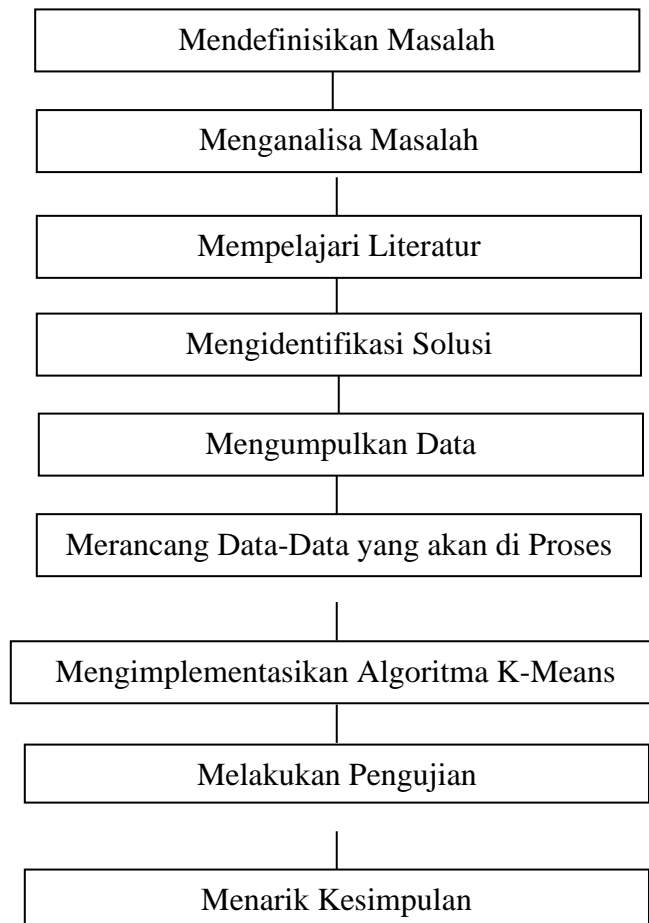 Mendefinisikan Masalah
Menganalisa Masalah
Mempelajari Literatur
Mengidentifikasi Solusi
Mengumpulkan Data
Merancang Data-Data yang akan di Proses
Mengimplementasikan Algoritma K-Means
Melakukan Pengujian
Menarik Kesimpulan